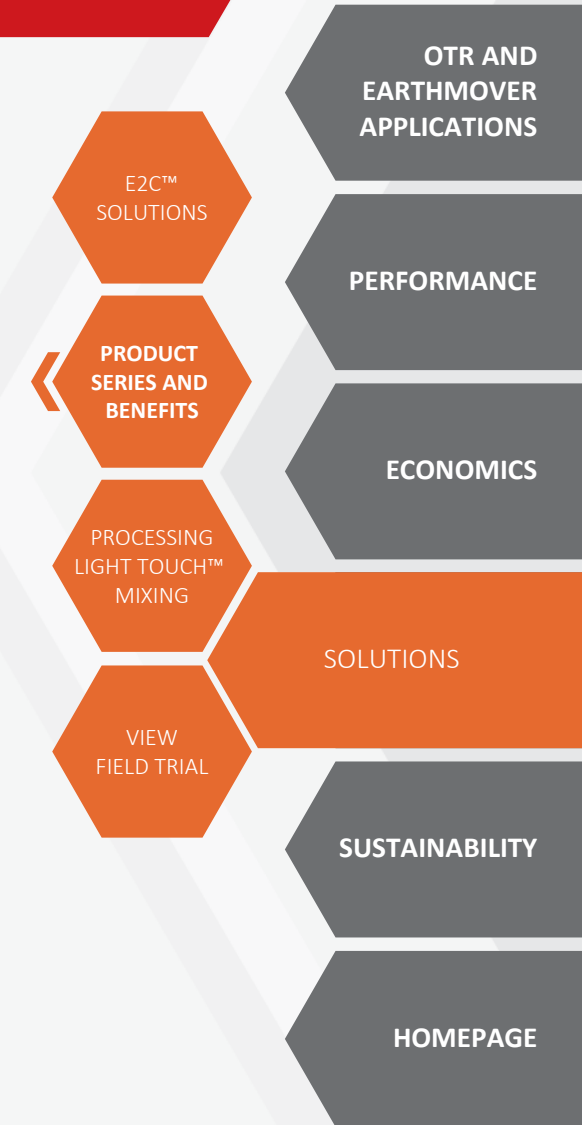 OTR AND
EARTHMOVER
APPLICATIONS
E2C™
SOLUTIONS
PERFORMANCE
PRODUCT
SERIES AND
BENEFITS
ECONOMICS
PROCESSING
LIGHT TOUCH™
MIXING
SOLUTIONS
VIEW
FIELD TRIAL
SUSTAINABILITY
HOMEPAGE